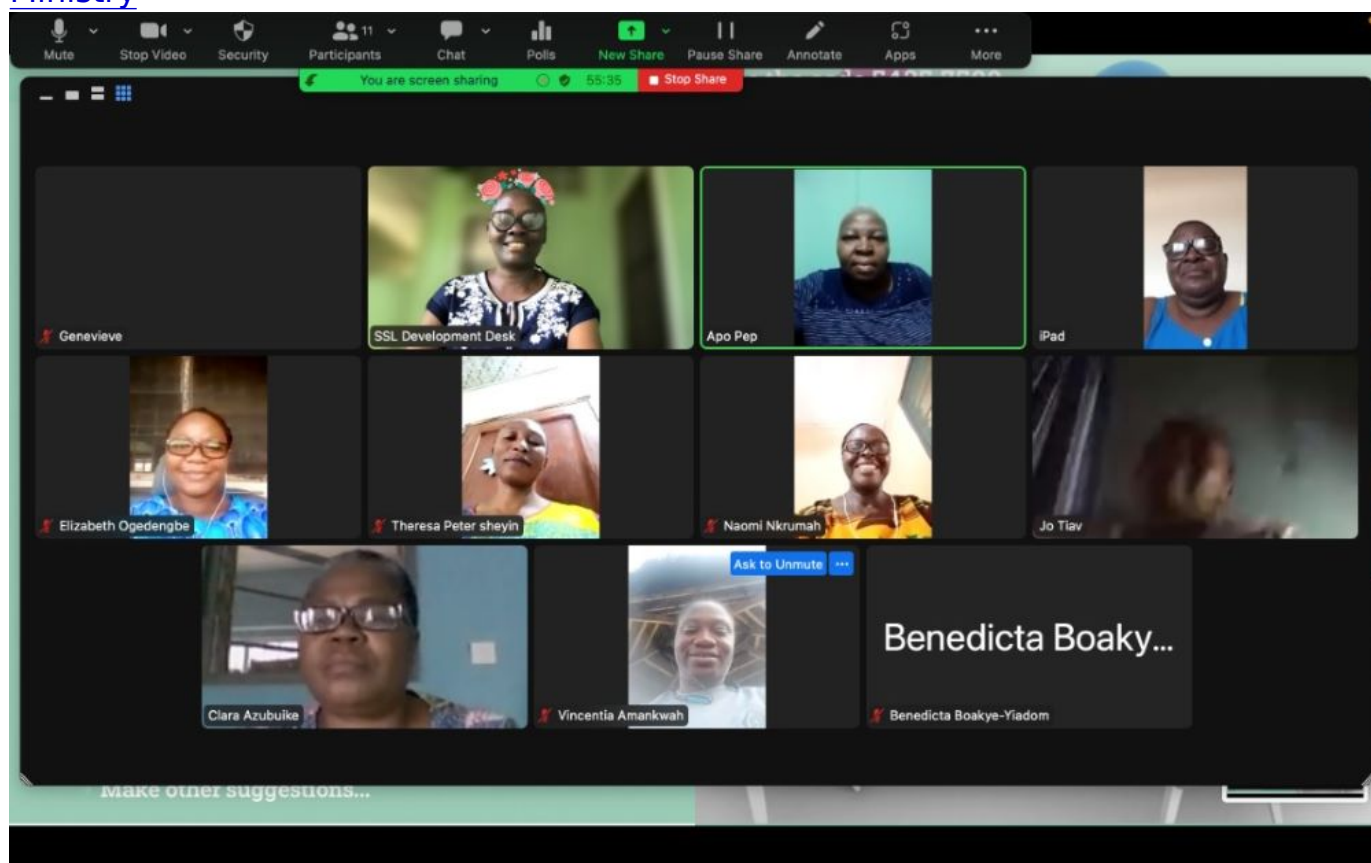 Ministry
11
Mute Stop Video Security Participants Chat Polls New Share Pause Share Annotate Apps More
You are screen sharing 55:35 Stop Share
Genevieve
SSL Development Desk
Apo Pep
iPad
Elizabeth Ogedengbe
Theresa Peter sheyin
Naomi Nkrumah
Jo Tiav
Clara Azubuike
Ask to Unmute ...
Vincentia Amankwah
Benedicta Boaky...
Benedicta Boakye-Yiadom
Make other suggestions...